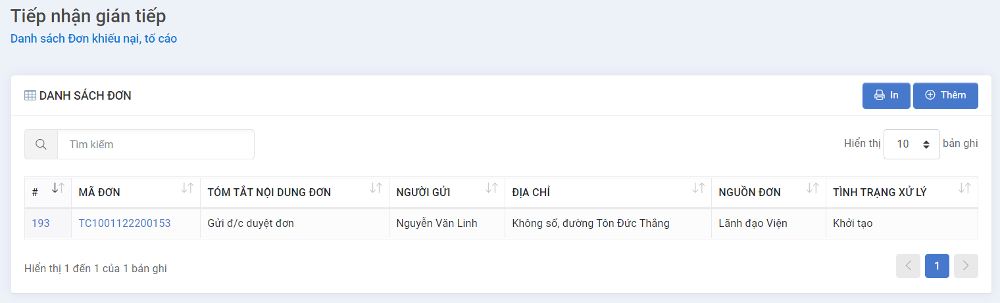 Tiếp nhận gián tiếp
Danh sách Đơn khiếu nại, tố cáo
DANH SÁCH ĐƠN
In
Thêm
Tìm kiếm
Hiển thị 10 bản ghi
# MÃ ĐƠN TÓM TẮT NỘI DUNG ĐƠN NGƯỜI GỬI ĐỊA CHỈ NGUỒN ĐƠN TÌNH TRẠNG XỬ LÝ
193 TC1001122200153 Gửi đ/c duyệt đơn Nguyễn Văn Linh Không số, đường Tôn Đức Thắng Lãnh đạo Viện Khởi tạo
Hiển thị 1 đến 1 của 1 bản ghi
1